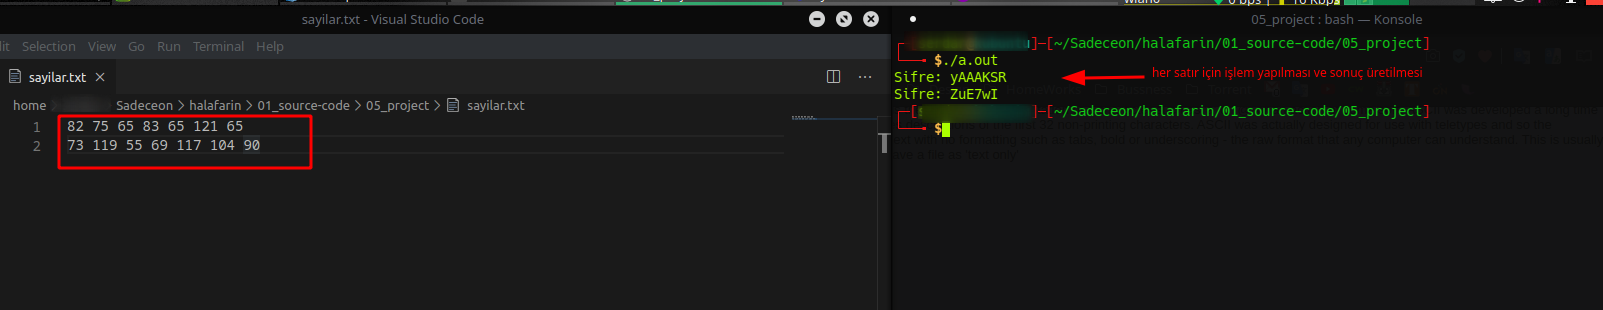 sayilar.txt - Visual Studio Code
Selection View Go Run Terminal Help
sayilar.txt
home Sadeceon > halafarin > 01_source-code > 05_project > sayilar.txt
1 82 75 65 83 65 121 65
2 73 119 55 69 117 104 90
05_project : bash — Konsole
[~/Sadeceon/halafarin/01_source-code/05_project]
$./a.out
Sifre: yAAAKSR
her satır için işlem yapılması ve sonuç üretilmesi
Sifre: ZuE7wI
[~/Sadeceon/halafarin/01_source-code/05_project]
$